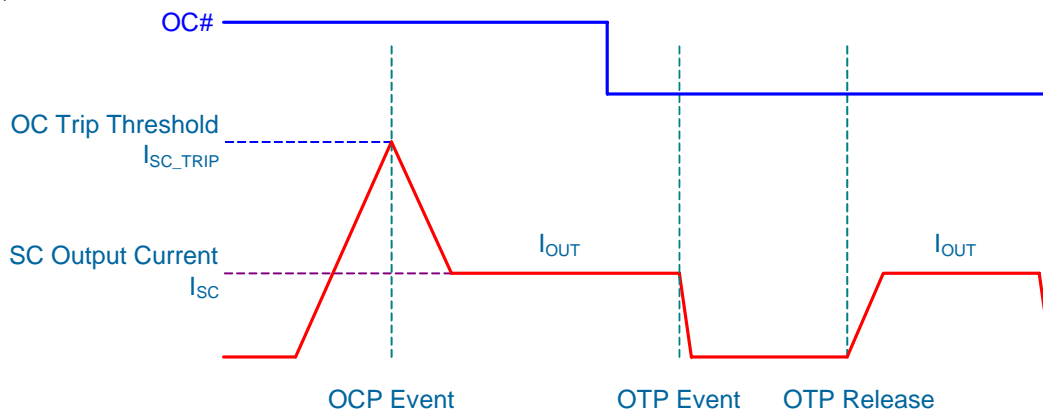 OC#
OC Trip Threshold
I_SC_TRIP
SC Output Current
I_SC
I_OUT
I_OUT
OCP Event
OTP Event
OTP Release